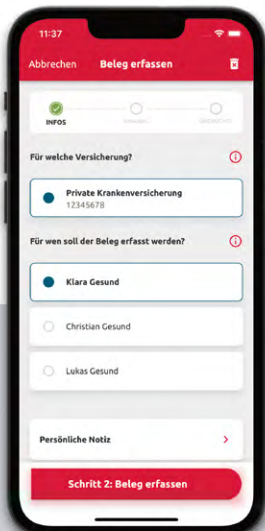 11:37
Abbrechen Beleg erfassen
INFOS
Für welche Versicherung?
Private Krankenversicherung
12345678
Für wen soll der Beleg erfasst werden?
Klara Gesund
Christian Gesund
Lukas Gesund
Persönliche Notiz
Schritt 2: Beleg erfassen